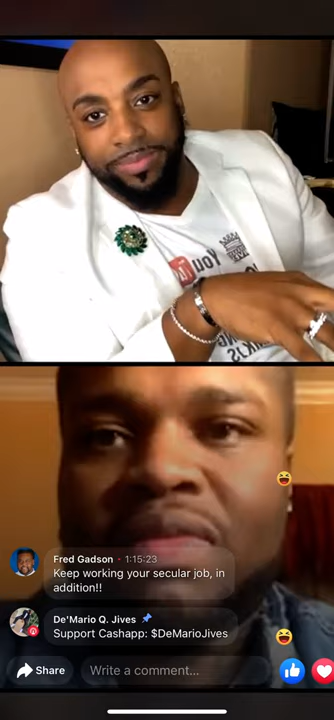 You
Fred Gadson · 1:15:23
Keep working your secular job, in
addition!!
De'Mario Q. Jives
Support Cashapp: $DeMarioJives
Share
Write a comment...